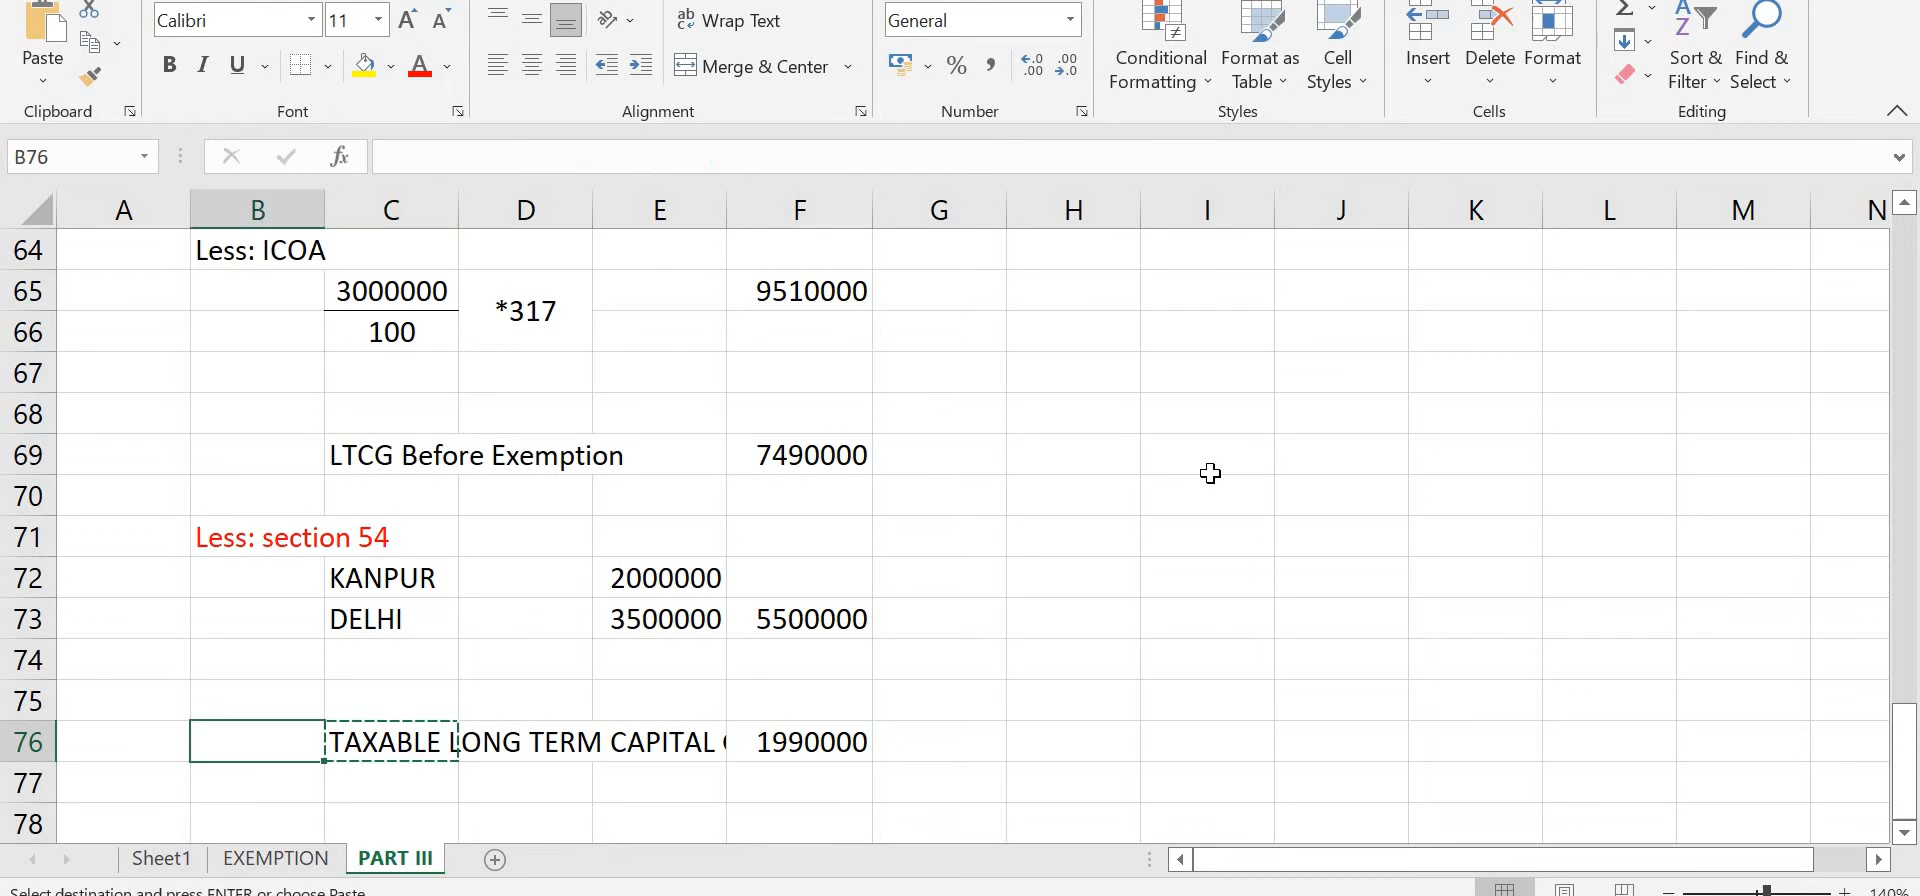 Calibri 11 A A ab Wrap Text General
Paste B I U A Merge & Center % , Conditional Formatting Format as Table Cell Styles Insert Delete Format Sort & Filter Find & Select
Clipboard Font Alignment Number Styles Cells Editing
B76 fx
A B C D E F G H I J K L M N
64 Less: ICOA
65 3000000 *317 9510000
66 100
67
68
69 LTCG Before Exemption 7490000
70
71 Less: section 54
72 KANPUR 2000000
73 DELHI 3500000 5500000
74
75
76 TAXABLE LONG TERM CAPITAL 1990000
77
78
Sheet1 EXEMPTION PART III
Select destination and press ENTER or choose Paste 140%